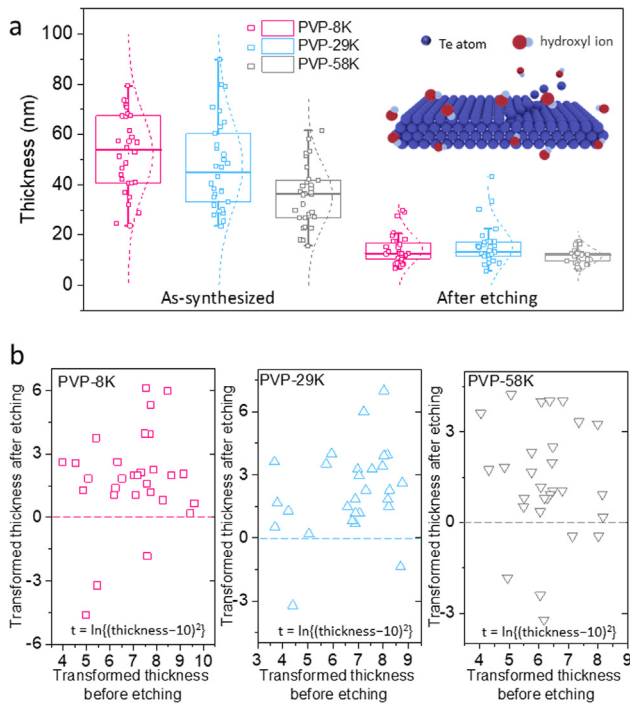 a
PVP-8K
PVP-29K
PVP-58K
Te atom
hydroxyl ion
Thickness (nm)
100
80
60
40
20
0
As-synthesized
After etching
b
Transformed thickness after etching
6
3
0
-3
-6
PVP-8K
t = ln{(thickness−10)²}
4 5 6 7 8 9 10
Transformed thickness
before etching
Transformed thickness after etching
6
3
0
-3
PVP-29K
t = ln{(thickness−10)²}
3 4 5 6 7 8 9
Transformed thickness
before etching
Transformed thickness after etching
3
0
-3
PVP-58K
t = ln{(thickness−10)²}
4 5 6 7 8 9
Transformed thickness
before etching